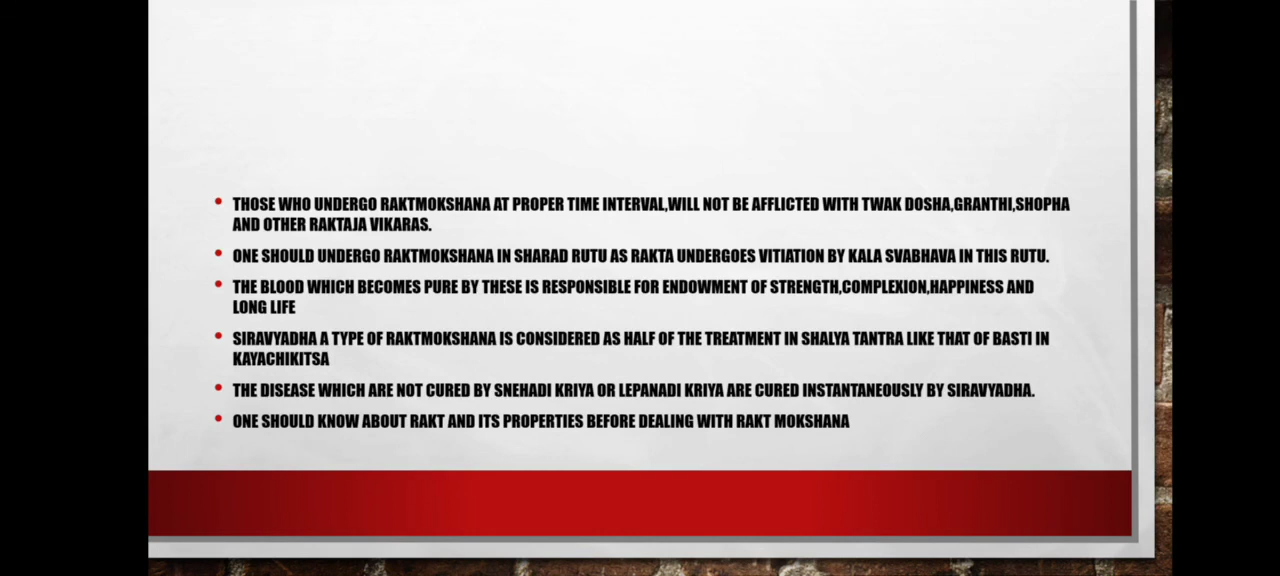 • THOSE WHO UNDERGO RAKTMOKSHANA AT PROPER TIME INTERVAL,WILL NOT BE AFFLICTED WITH TWAK DOSHA,GRANTHI,SHOPHA
AND OTHER RAKTAJA VIKARAS.
• ONE SHOULD UNDERGO RAKTMOKSHANA IN SHARAD RUTU AS RAKTA UNDERGOES VITIATION BY KALA SVABHAVA IN THIS RUTU.
• THE BLOOD WHICH BECOMES PURE BY THESE IS RESPONSIBLE FOR ENDOWMENT OF STRENGTH,COMPLEXION,HAPPINESS AND
LONG LIFE
• SIRAVYADHA A TYPE OF RAKTMOKSHANA IS CONSIDERED AS HALF OF THE TREATMENT IN SHALYA TANTRA LIKE THAT OF BASTI IN
KAYACHIKITSA
• THE DISEASE WHICH ARE NOT CURED BY SNEHADI KRIYA OR LEPANADI KRIYA ARE CURED INSTANTANEOUSLY BY SIRAVYADHA.
• ONE SHOULD KNOW ABOUT RAKT AND ITS PROPERTIES BEFORE DEALING WITH RAKT MOKSHANA